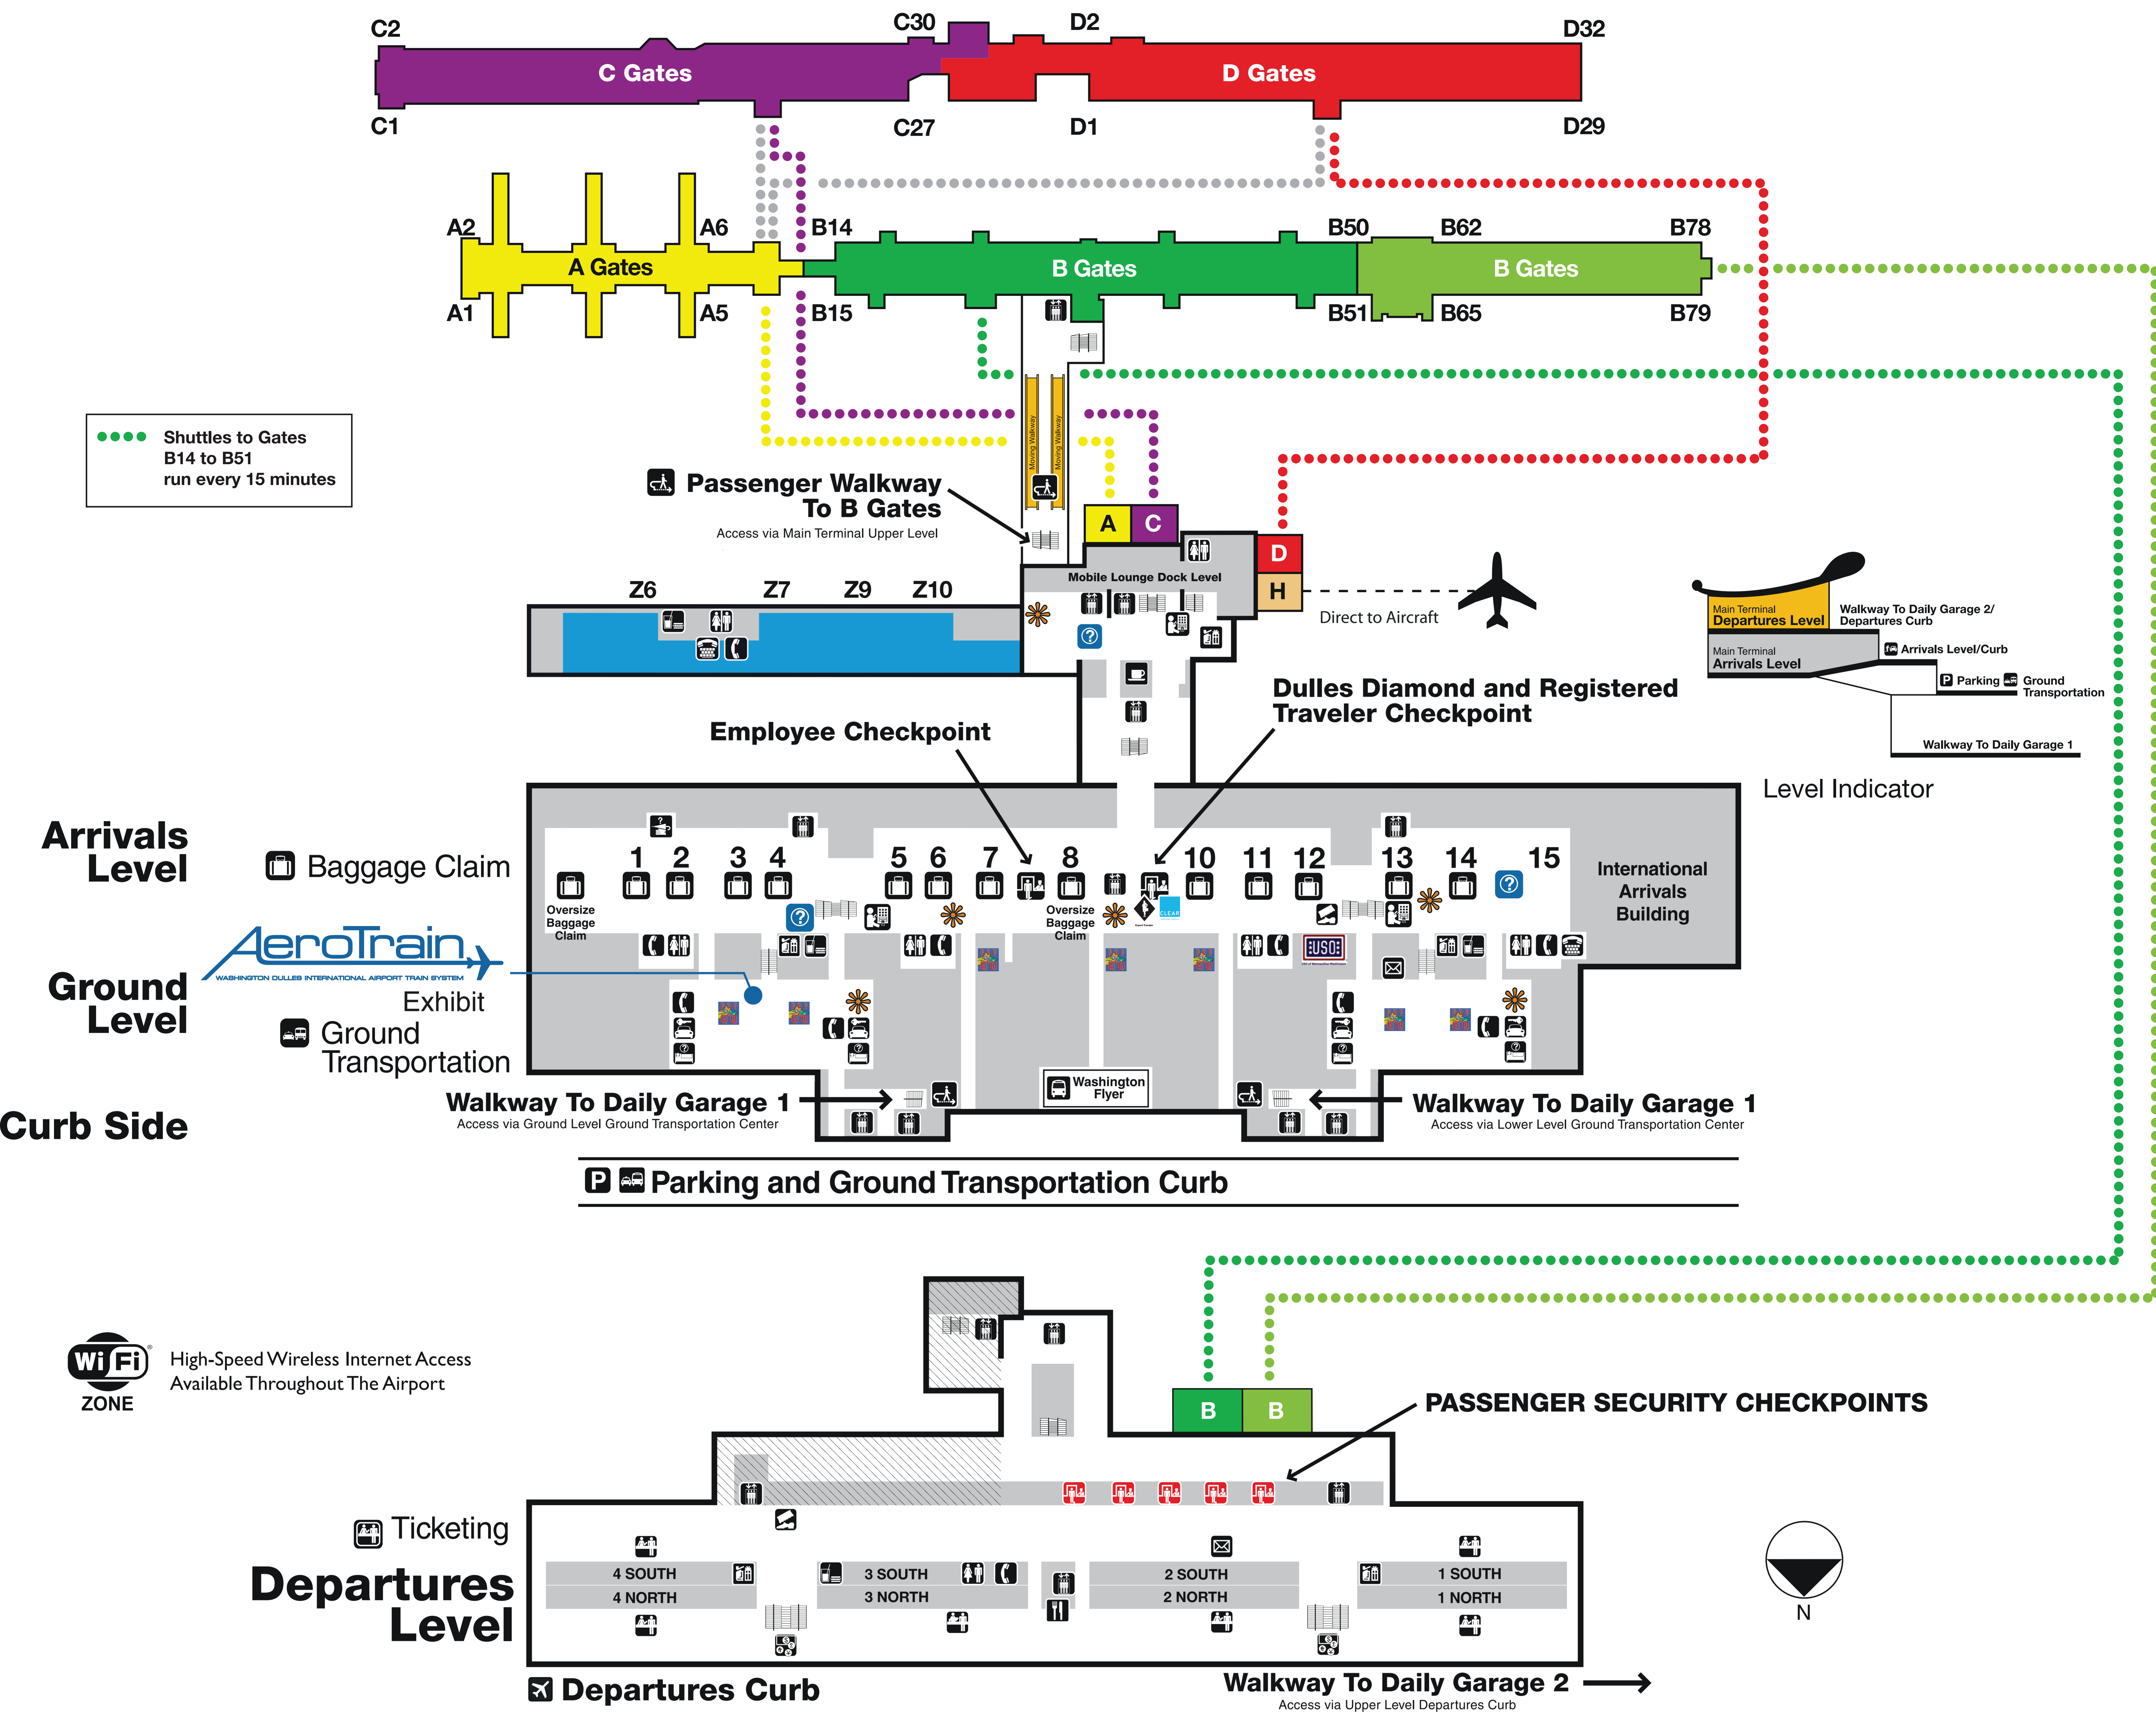 C2
C30
D2
D32
C Gates
D Gates
C1
C27
D1
D29
A2
A6
B14
B50
B62
B78
A Gates
B Gates
B Gates
A1
A5
B15
B51
B65
B79
Shuttles to Gates
B14 to B51
run every 15 minutes
Moving Walkway
Moving Walkway
Passenger Walkway
To B Gates
Access via Main Terminal Upper Level
A
C
D
H
Mobile Lounge Dock Level
Direct to Aircraft
Z6
Z7
Z9
Z10
Main Terminal
Departures Level
Walkway To Daily Garage 2/
Departures Curb
Main Terminal
Arrivals Level
Arrivals Level/Curb
P Parking
Ground
Transportation
Walkway To Daily Garage 1
Level Indicator
Dulles Diamond and Registered
Traveler Checkpoint
Employee Checkpoint
Arrivals
Level
Baggage Claim
1
2
3
4
5
6
7
8
10
11
12
13
14
15
Oversize
Baggage
Claim
Oversize
Baggage
Claim
CLEAR
International
Arrivals
Building
USO
AeroTrain
WASHINGTON DULLES INTERNATIONAL AIRPORT TRAIN SYSTEM
Exhibit
Ground
Level
Ground
Transportation
Washington
Flyer
Curb Side
Walkway To Daily Garage 1
Access via Ground Level Ground Transportation Center
Walkway To Daily Garage 1
Access via Lower Level Ground Transportation Center
P Parking and Ground Transportation Curb
Wi Fi ®
ZONE
High-Speed Wireless Internet Access
Available Throughout The Airport
B
B
PASSENGER SECURITY CHECKPOINTS
Ticketing
Departures
Level
4 SOUTH
4 NORTH
3 SOUTH
3 NORTH
2 SOUTH
2 NORTH
1 SOUTH
1 NORTH
N
Departures Curb
Walkway To Daily Garage 2
Access via Upper Level Departures Curb